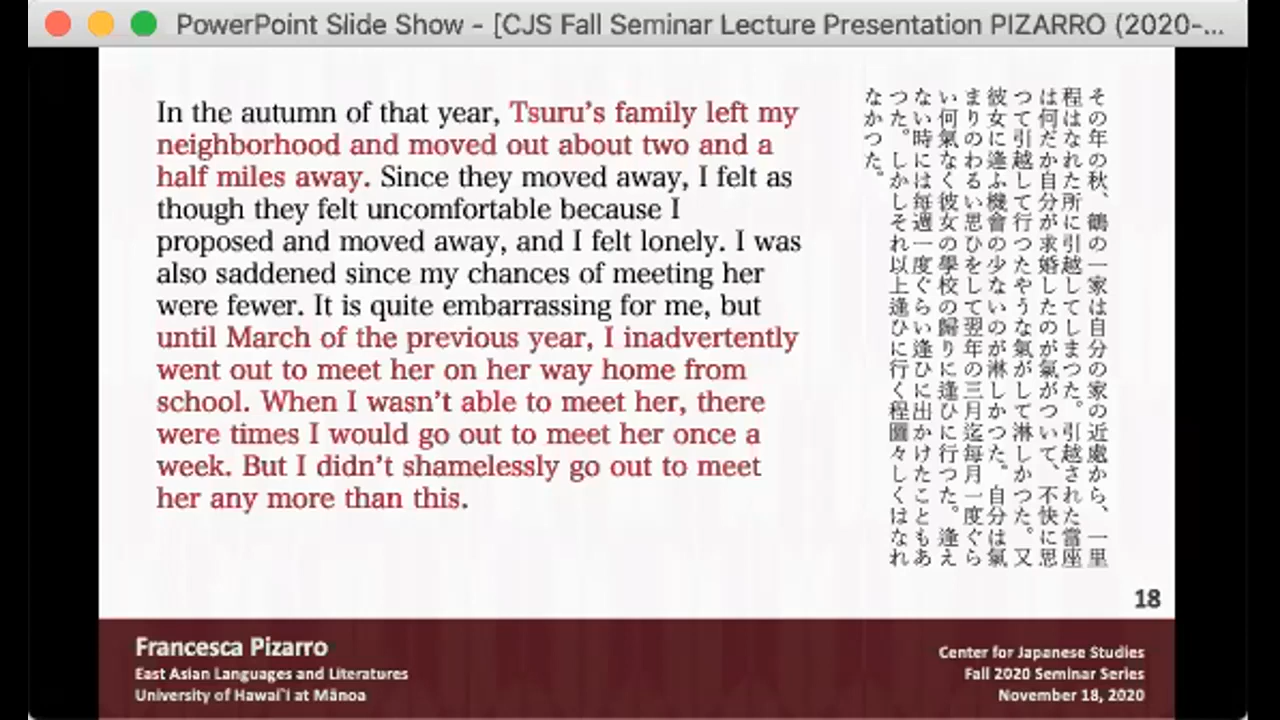 PowerPoint Slide Show - [CJS Fall Seminar Lecture Presentation PIZARRO (2020-...
In the autumn of that year, Tsuru's family left my
neighborhood and moved out about two and a
half miles away. Since they moved away, I felt as
though they felt uncomfortable because I
proposed and moved away, and I felt lonely. I was
also saddened since my chances of meeting her
were fewer. It is quite embarrassing for me, but
until March of the previous year, I inadvertently
went out to meet her on her way home from
school. When I wasn't able to meet her, there
were times I would go out to meet her once a
week. But I didn't shamelessly go out to meet
her any more than this.
その年の秋、鶴の一家は自分の家の近處から、一里
程はなれた所に引越してしまつた。引越された當座
は何だか自分が求婚したのが氣がついて、不快に思
つて引越して行つたやうな氣がして淋しかつた。又
彼女に逢ふ機會の少ないのが淋しかつた。自分は氣
まりのわるい思ひをして翌年の三月迄毎月一度ぐら
い何氣なく彼女の學校の歸りに逢ひに行つた。逢え
ない時には毎週一度ぐらい逢ひに出かけたこともあ
つた。しかしそれ以上逢ひに行く程圖々しくはなれ
なかつた。
18
Francesca Pizarro
East Asian Languages and Literatures
University of Hawai`i at Mānoa
Center for Japanese Studies
Fall 2020 Seminar Series
November 18, 2020